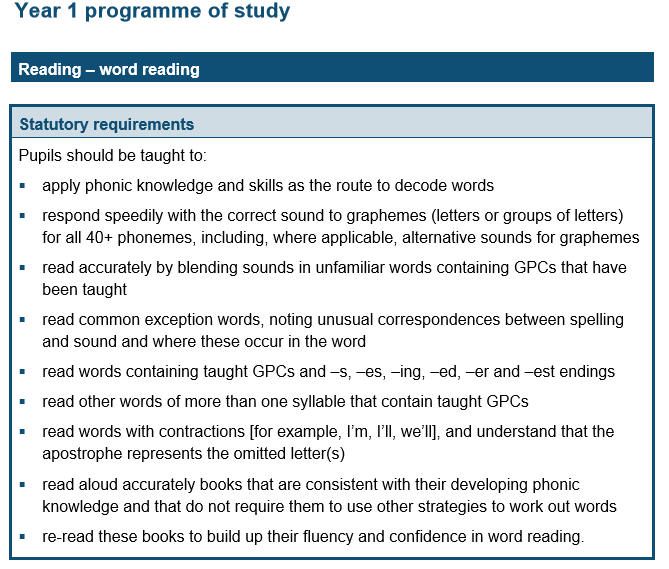 Year 1 programme of study
Reading – word reading
Statutory requirements
Pupils should be taught to:
▪ apply phonic knowledge and skills as the route to decode words
▪ respond speedily with the correct sound to graphemes (letters or groups of letters)
for all 40+ phonemes, including, where applicable, alternative sounds for graphemes
▪ read accurately by blending sounds in unfamiliar words containing GPCs that have
been taught
▪ read common exception words, noting unusual correspondences between spelling
and sound and where these occur in the word
▪ read words containing taught GPCs and –s, –es, –ing, –ed, –er and –est endings
▪ read other words of more than one syllable that contain taught GPCs
▪ read words with contractions [for example, I’m, I’ll, we’ll], and understand that the
apostrophe represents the omitted letter(s)
▪ read aloud accurately books that are consistent with their developing phonic
knowledge and that do not require them to use other strategies to work out words
▪ re-read these books to build up their fluency and confidence in word reading.